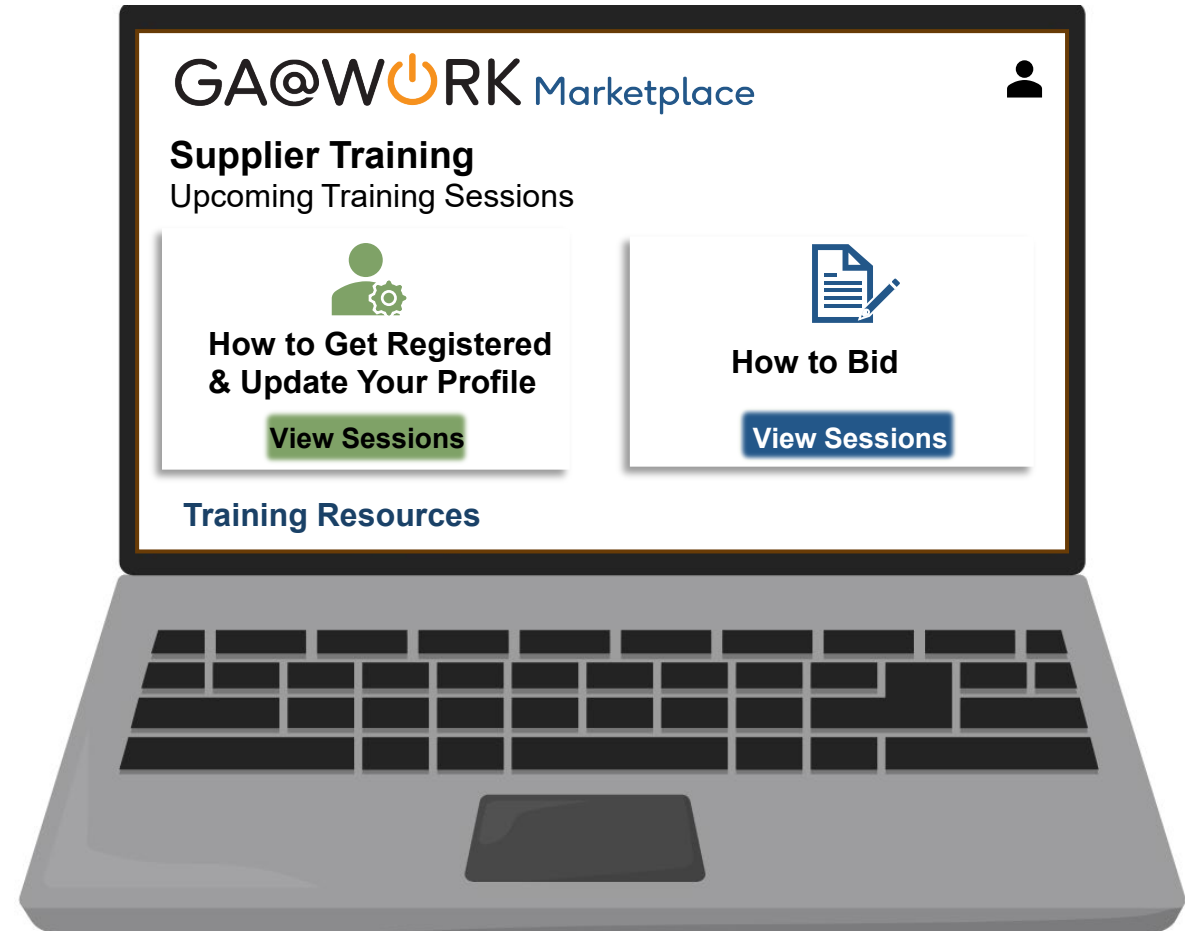 GA@WORK Marketplace
Supplier Training
Upcoming Training Sessions
How to Get Registered
& Update Your Profile
View Sessions
How to Bid
View Sessions
Training Resources